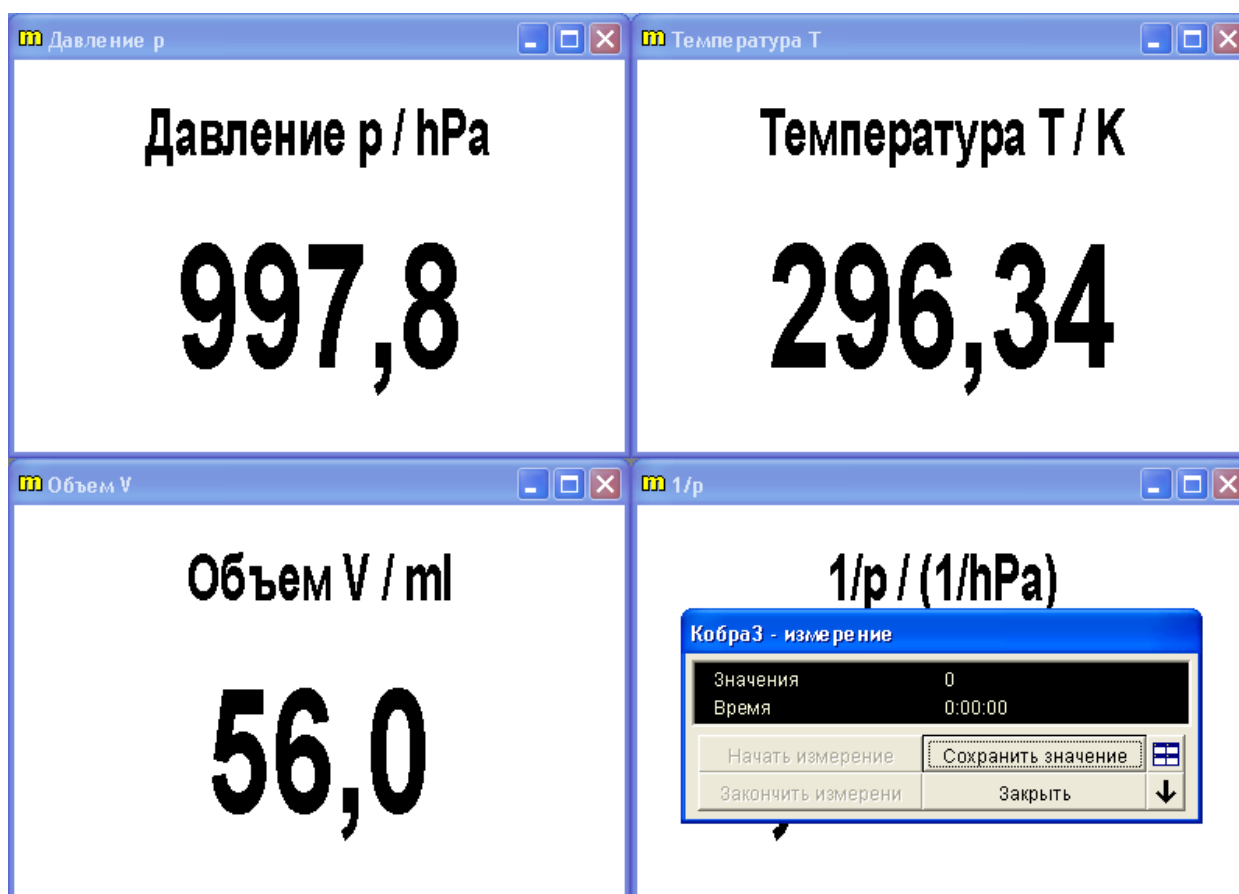 m Давление p
Давление p / hPa
997,8
m Температура T
Температура T / K
296,34
m Объем V
Объем V / ml
56,0
m 1/p
1/p / (1/hPa)
Кобра3 - измерение
Значения 0
Время 0:00:00
Начать измерение Сохранить значение
Закончить измерени Закрыть